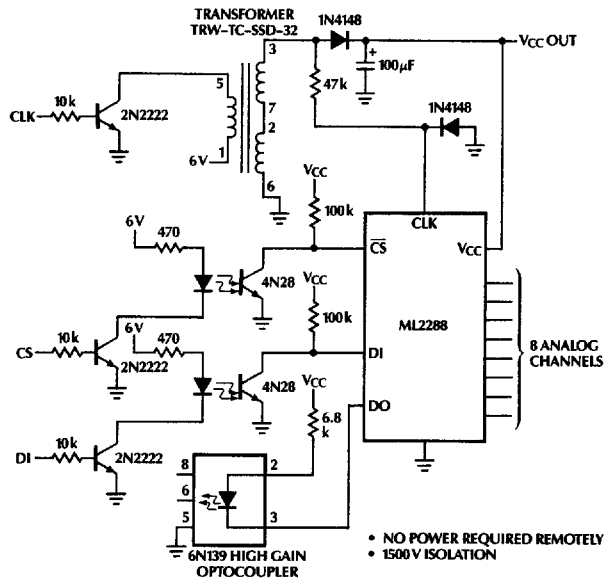 TRANSFORMER
TRW-TC-SSD-32
1N4148
3
VCC OUT
+
100µF
5
47k
1N4148
10k
CLK
2N2222
7
2
6V
1
6
VCC
100k
CLK
VCC
6V
470
CS
4N28
VCC
100k
ML2288
8 ANALOG
CHANNELS
10k
6V
470
CS
2N2222
DI
4N28
VCC
DO
6.8
k
10k
DI
2N2222
8
2
6
5
3
6N139 HIGH GAIN
OPTOCOUPLER
• NO POWER REQUIRED REMOTELY
• 1500V ISOLATION